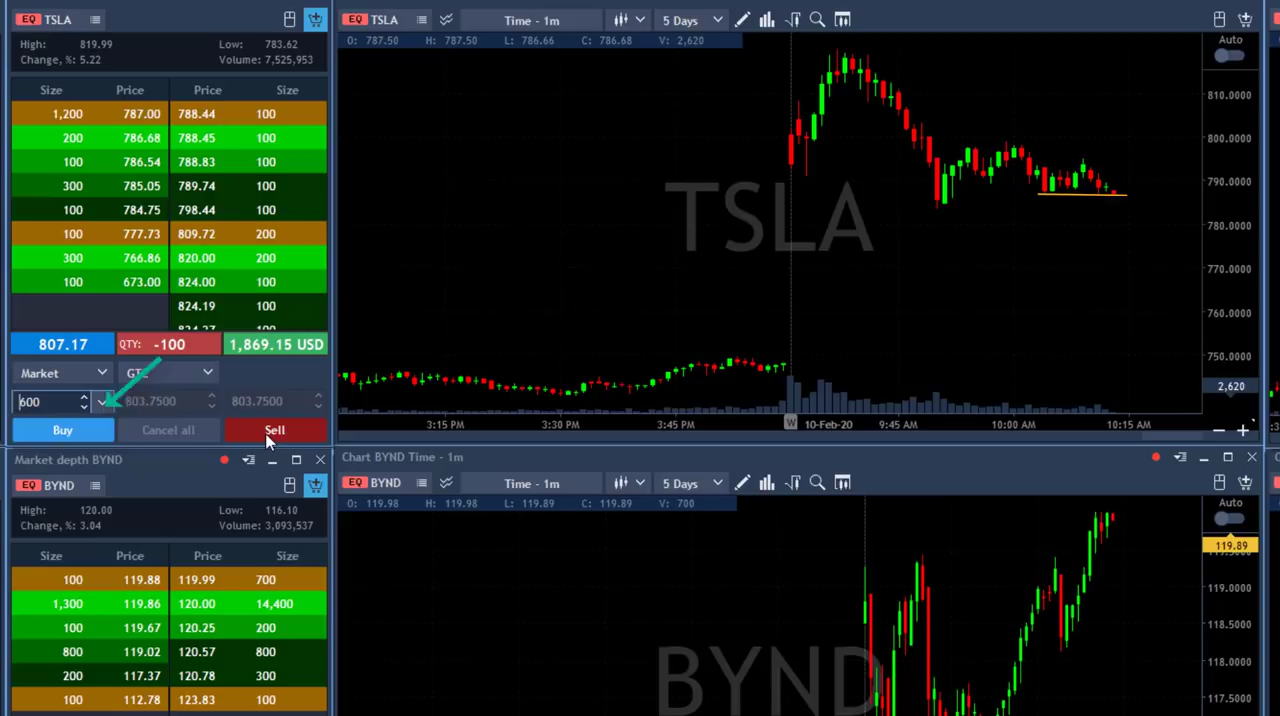 EQ TSLA
High: 819.99 Low: 783.62
Change, %: 5.22 Volume: 7,525,953
Size Price Price Size
1,200 787.00 788.44 100
200 786.68 788.45 100
100 786.54 788.83 100
300 785.05 789.74 100
100 784.75 798.44 100
100 777.73 809.72 200
300 766.86 820.00 200
100 673.00 824.00 100
824.19 100
807.17 QTY: -100 1,869.15 USD
Market
600 803.7500 803.7500
Buy Cancel all Sell
EQ TSLA Time - 1m 5 Days
O: 787.50 H: 787.50 L: 786.66 C: 786.68 V: 2,620
Auto
TSLA
810.0000
800.0000
790.0000
780.0000
770.0000
760.0000
750.0000
2,620
3:15 PM 3:30 PM 3:45 PM W 10-Feb-20 9:45 AM 10:00 AM 10:15 AM
Market depth BYND
EQ BYND
High: 120.00 Low: 116.10
Change, %: 3.04 Volume: 3,093,537
Size Price Price Size
100 119.88 119.99 700
1,300 119.86 120.00 14,400
100 119.67 120.25 200
800 119.02 120.57 800
200 117.37 120.78 300
100 112.78 123.83 100
Chart BYND Time - 1m
EQ BYND Time - 1m 5 Days
O: 119.98 H: 119.98 L: 119.89 C: 119.89 V: 700
Auto
119.89
119.0000
118.5000
118.0000
117.5000
BYND